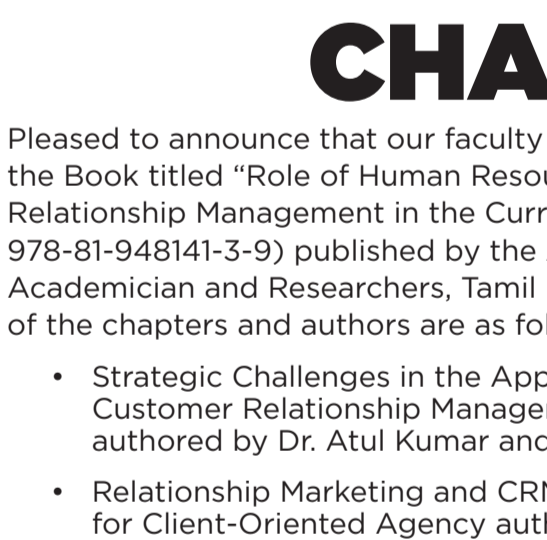 CHA
Pleased to announce that our faculty
the Book titled “Role of Human Resou
Relationship Management in the Curr
978-81-948141-3-9) published by the
Academician and Researchers, Tamil
of the chapters and authors are as fol
• Strategic Challenges in the App
Customer Relationship Manage
authored by Dr. Atul Kumar and
• Relationship Marketing and CRM
for Client-Oriented Agency auth